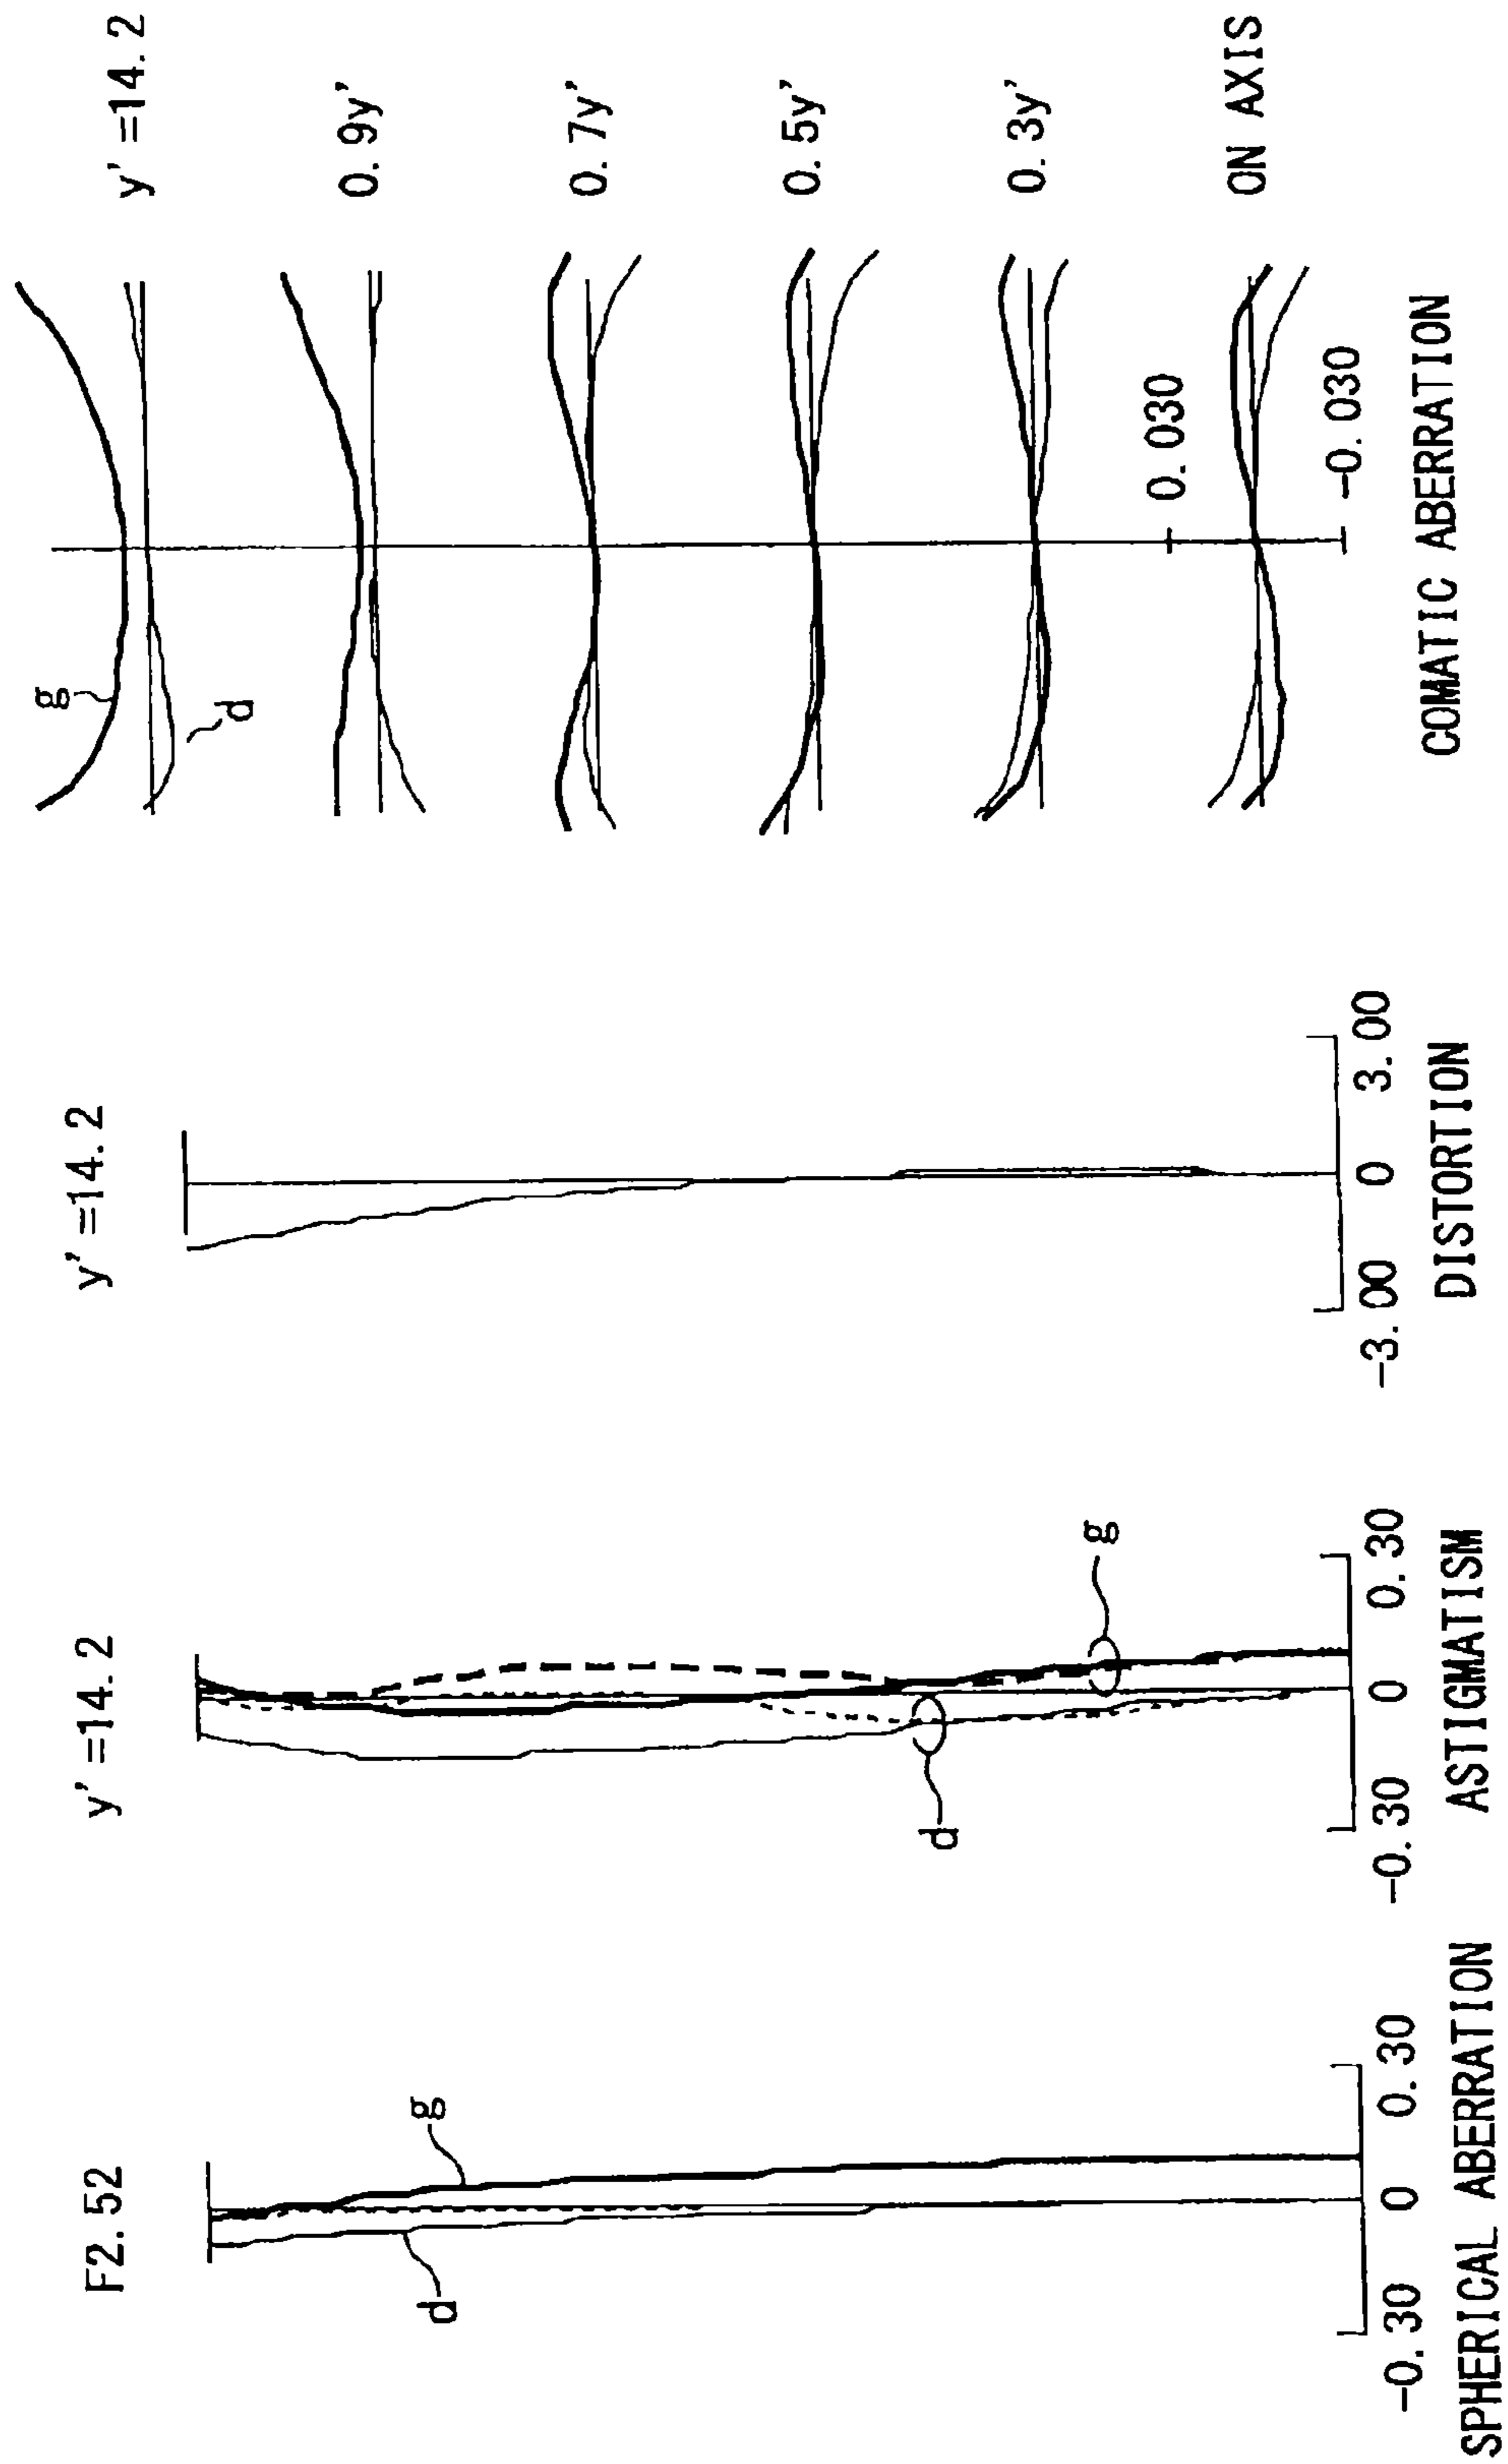 F2.52
d
g
-0.30
0
0.30
SPHERICAL ABERRATION
y'=14.2
d
g
-0.30
0
0.30
ASTIGMATISM
y'=14.2
-3.00
0
3.00
DISTORTION
g
d
y'=14.2
0.9y'
0.7y'
0.5y'
0.3y'
0.030
-0.030
ON AXIS
COMATIC ABERRATION